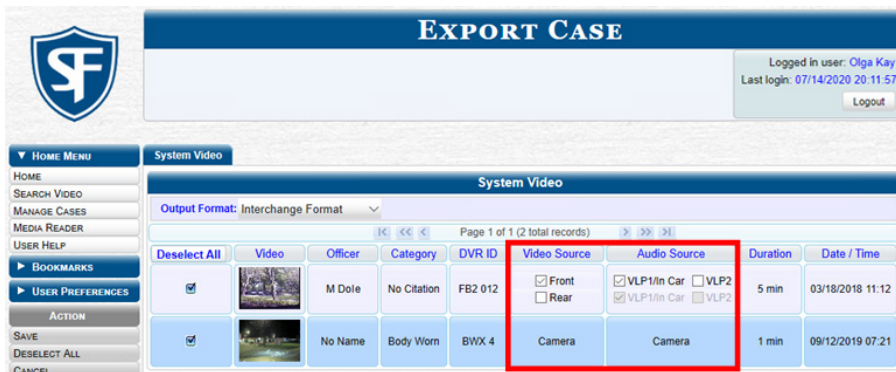 EXPORT CASE
SF
Logged in user: Olga Kay
Last login: 07/14/2020 20:11:57
Logout
HOME MENU
HOME
SEARCH VIDEO
MANAGE CASES
MEDIA READER
USER HELP
BOOKMARKS
USER PREFERENCES
ACTION
SAVE
DESELECT ALL
CANCEL
System Video
System Video
Output Format: Interchange Format
Page 1 of 1 (2 total records)
Deselect All Video Officer Category DVR ID Video Source Audio Source Duration Date / Time
M Dole No Citation FB2 012 Front VLP1/In Car VLP2 5 min 03/18/2018 11:12
Rear VLP1/In Car VLP2
No Name Body Worn BWX 4 Camera Camera 1 min 09/12/2019 07:21